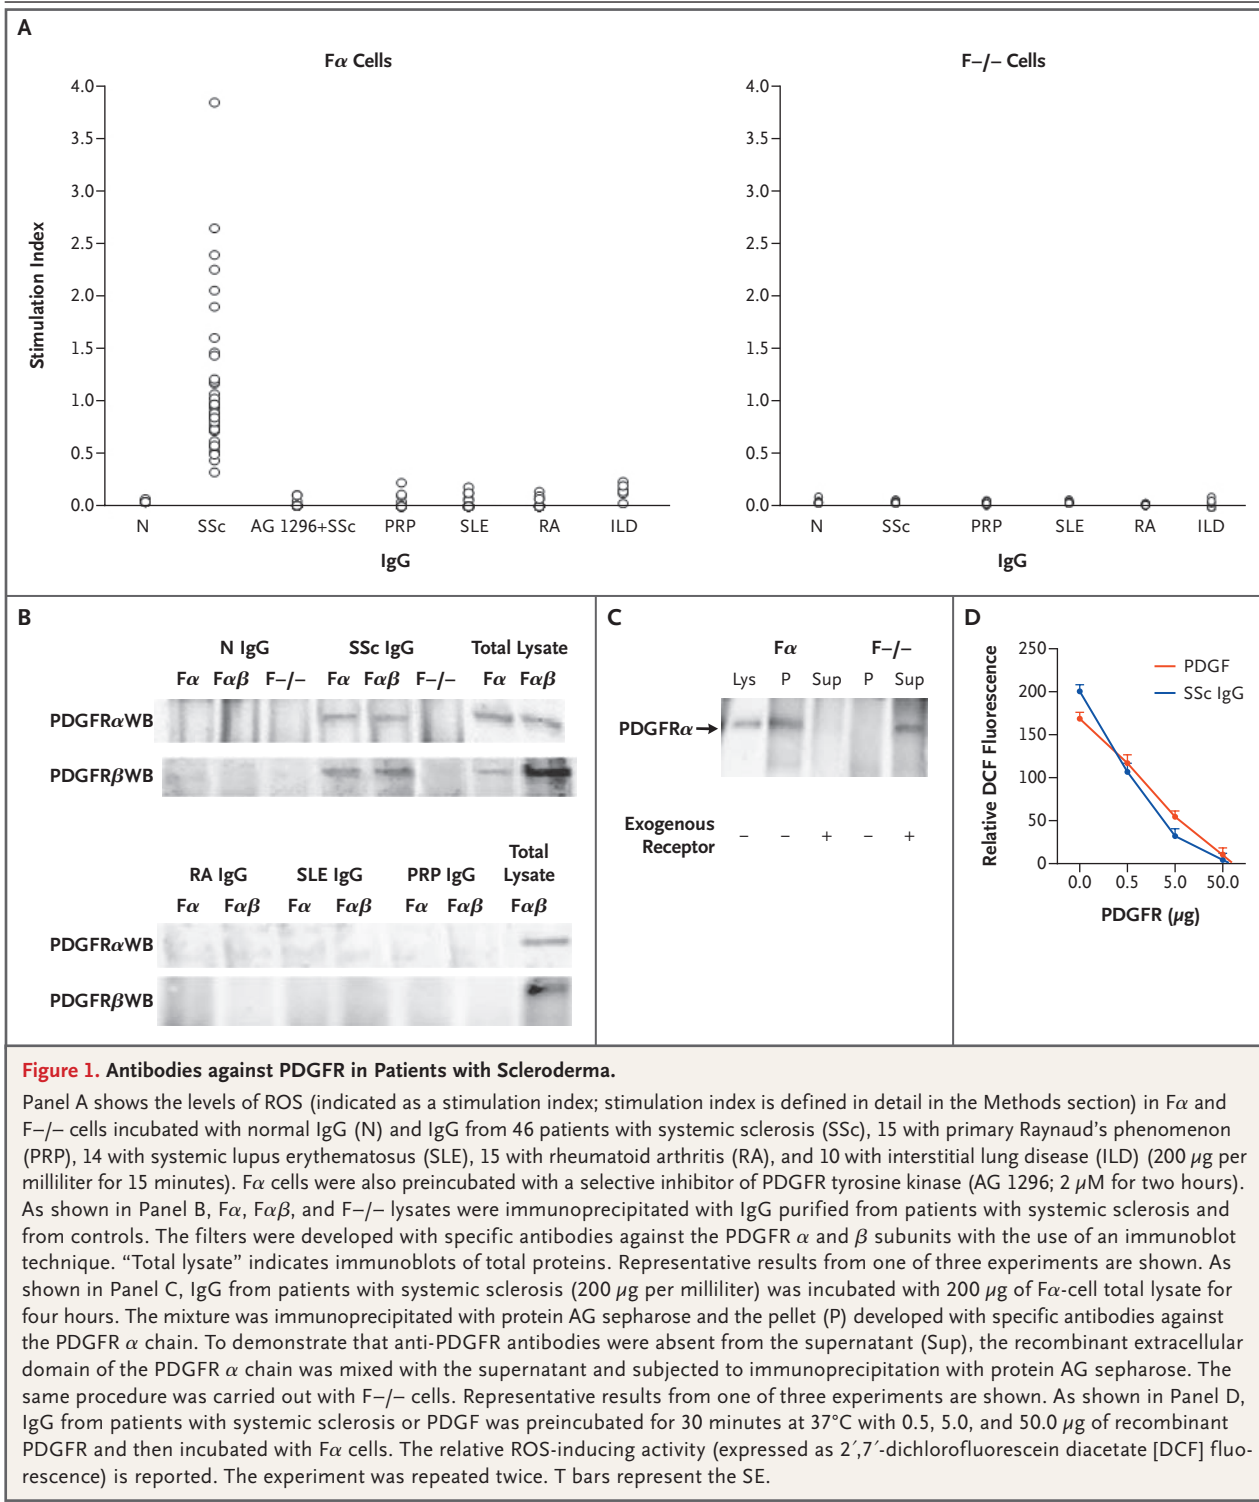 A
Fα Cells
F–/– Cells
4.0
3.5
3.0
2.5
2.0
1.5
1.0
0.5
0.0
Stimulation Index
N SSc AG 1296+SSc PRP SLE RA ILD
IgG
4.0
3.5
3.0
2.5
2.0
1.5
1.0
0.5
0.0
N SSc PRP SLE RA ILD
IgG
B
N IgG SSc IgG Total Lysate
Fα Fαβ F–/– Fα Fαβ F–/– Fα Fαβ
PDGFRαWB
PDGFRβWB
Total
RA IgG SLE IgG PRP IgG Lysate
Fα Fαβ Fα Fαβ Fα Fαβ Fαβ
PDGFRαWB
PDGFRβWB
C
Fα F–/–
Lys P Sup P Sup
PDGFRα
Exogenous
Receptor
– – + – +
D
250
200
150
100
50
0
Relative DCF Fluorescence
PDGF
SSc IgG
0.0 0.5 5.0 50.0
PDGFR (μg)
Figure 1. Antibodies against PDGFR in Patients with Scleroderma.
Panel A shows the levels of ROS (indicated as a stimulation index; stimulation index is defined in detail in the Methods section) in Fα and
F–/– cells incubated with normal IgG (N) and IgG from 46 patients with systemic sclerosis (SSc), 15 with primary Raynaud’s phenomenon
(PRP), 14 with systemic lupus erythematosus (SLE), 15 with rheumatoid arthritis (RA), and 10 with interstitial lung disease (ILD) (200 μg per
milliliter for 15 minutes). Fα cells were also preincubated with a selective inhibitor of PDGFR tyrosine kinase (AG 1296; 2 μM for two hours).
As shown in Panel B, Fα, Fαβ, and F–/– lysates were immunoprecipitated with IgG purified from patients with systemic sclerosis and
from controls. The filters were developed with specific antibodies against the PDGFR α and β subunits with the use of an immunoblot
technique. “Total lysate” indicates immunoblots of total proteins. Representative results from one of three experiments are shown. As
shown in Panel C, IgG from patients with systemic sclerosis (200 μg per milliliter) was incubated with 200 μg of Fα-cell total lysate for
four hours. The mixture was immunoprecipitated with protein AG sepharose and the pellet (P) developed with specific antibodies against
the PDGFR α chain. To demonstrate that anti-PDGFR antibodies were absent from the supernatant (Sup), the recombinant extracellular
domain of the PDGFR α chain was mixed with the supernatant and subjected to immunoprecipitation with protein AG sepharose. The
same procedure was carried out with F–/– cells. Representative results from one of three experiments are shown. As shown in Panel D,
IgG from patients with systemic sclerosis or PDGF was preincubated for 30 minutes at 37°C with 0.5, 5.0, and 50.0 μg of recombinant
PDGFR and then incubated with Fα cells. The relative ROS-inducing activity (expressed as 2′,7′-dichlorofluorescein diacetate [DCF] fluo-
rescence) is reported. The experiment was repeated twice. T bars represent the SE.